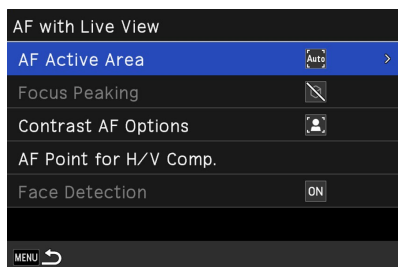 AF with Live View
AF Active Area Auto
Focus Peaking
Contrast AF Options
AF Point for H/V Comp.
Face Detection ON
MENU